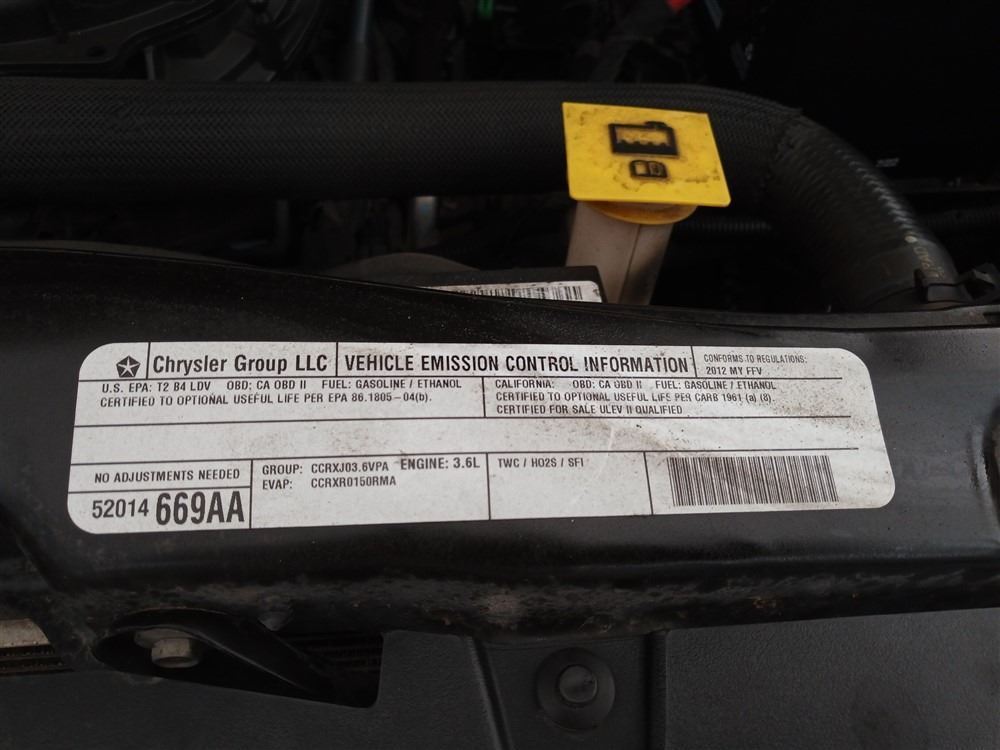 Chrysler Group LLC
VEHICLE EMISSION CONTROL INFORMATION
CONFORMS TO REGULATIONS:
2012 MY FFV
U.S. EPA: T2 B4 LDV OBD: CA OBD II FUEL: GASOLINE / ETHANOL
CERTIFIED TO OPTIONAL USEFUL LIFE PER EPA 86.1805-04(b).
CALIFORNIA: OBD: CA OBD II FUEL: GASOLINE / ETHANOL
CERTIFIED TO OPTIONAL USEFUL LIFE PER CARB 1961 (a) (8).
CERTIFIED FOR SALE ULEV II QUALIFIED
NO ADJUSTMENTS NEEDED
52014 669AA
GROUP: CCRXJ03.6VPA ENGINE: 3.6L
EVAP: CCRXR0150RMA
TWC / HO2S / SFI